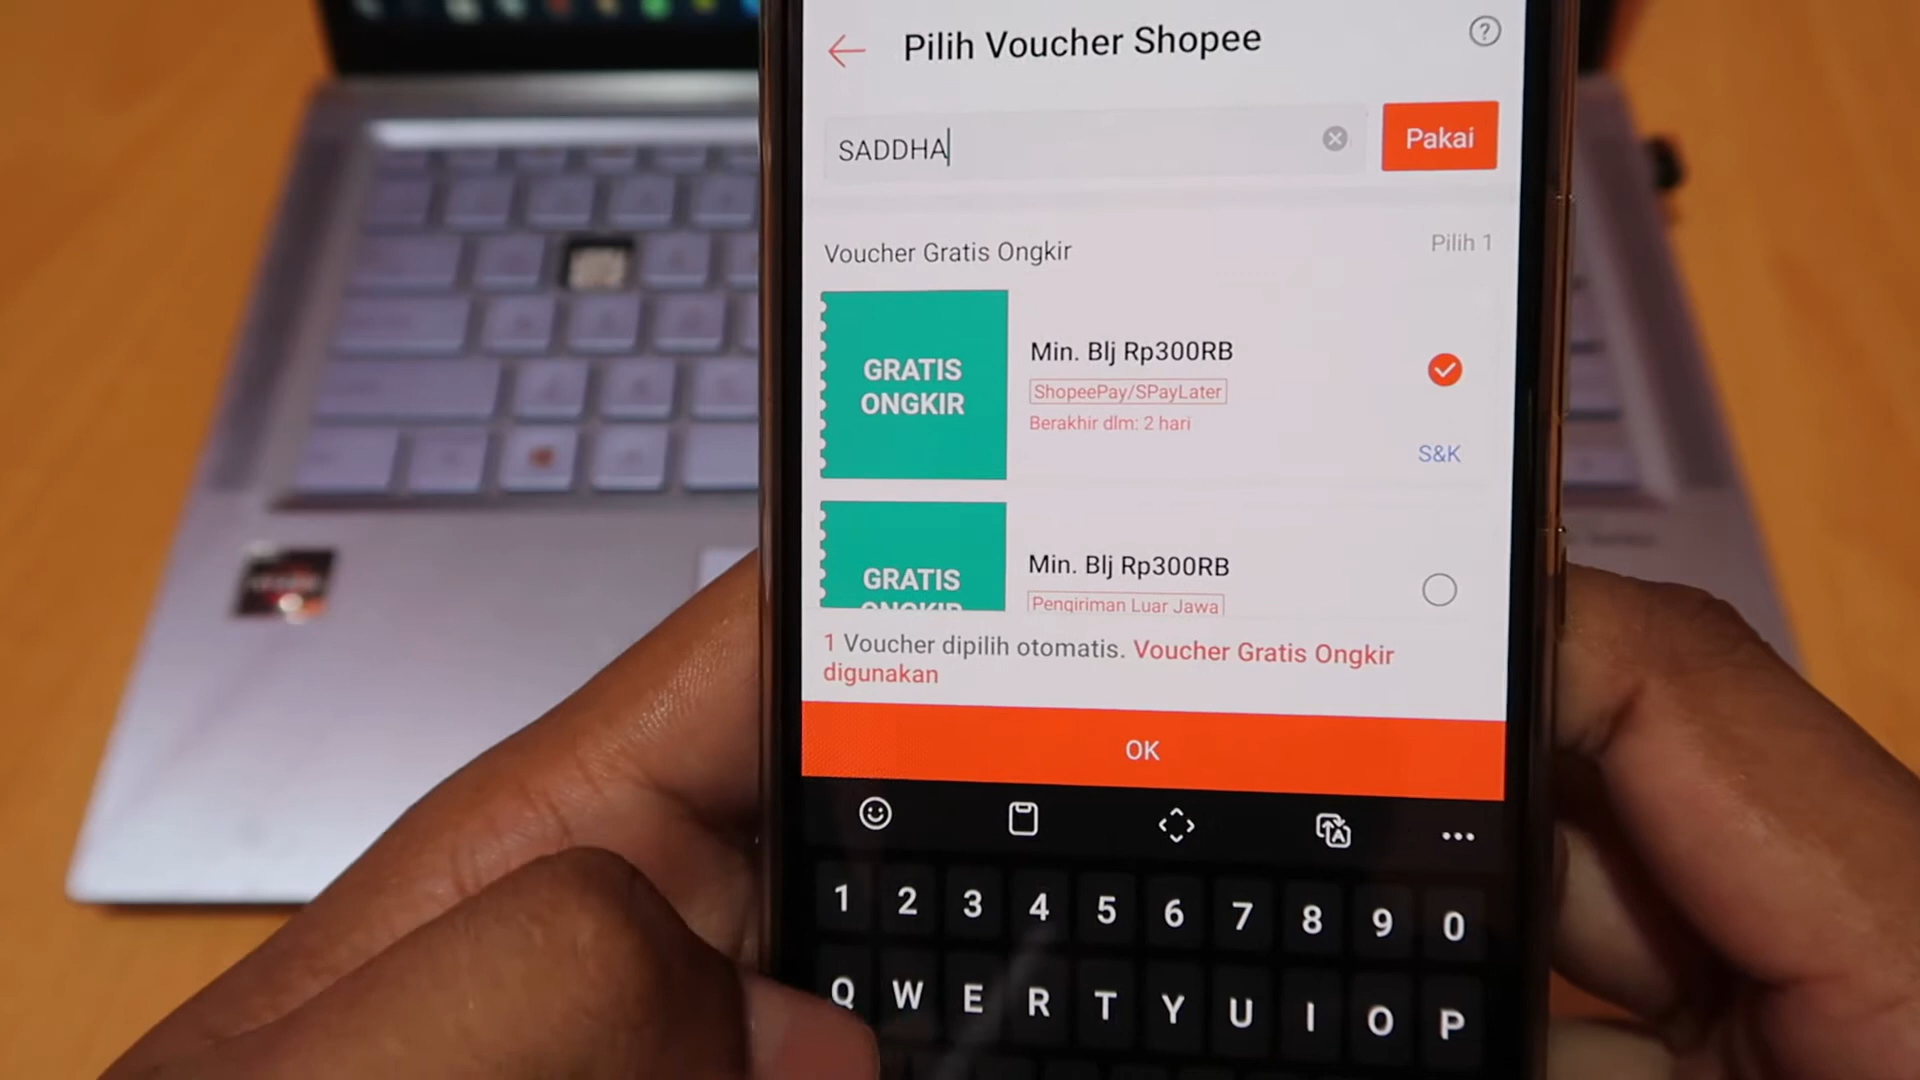 Pilih Voucher Shopee
?
SADDHA
Pakai
Voucher Gratis Ongkir
Pilih 1
GRATIS
ONGKIR
Min. Blj Rp300RB
ShopeePay/SPayLater
Berakhir dlm: 2 hari
S&K
GRATIS
ONGKIR
Min. Blj Rp300RB
Pengiriman Luar Jawa
1 Voucher dipilih otomatis. Voucher Gratis Ongkir
digunakan
OK
1 2 3 4 5 6 7 8 9 0
Q W E R T Y U I O P